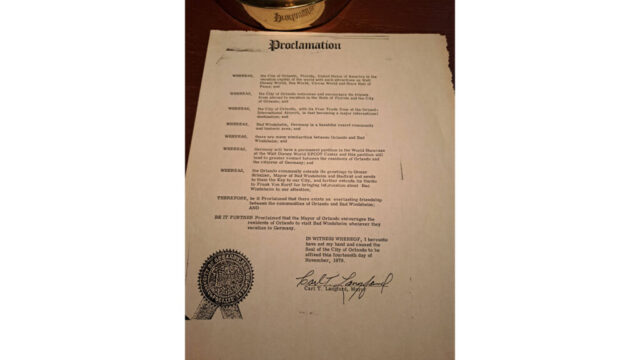 Proclamation
WHEREAS, the City of Orlando, Florida, United States of America is the
vacation capital of the world with such attractions as Walt
Disney World, Sea World, Circus World and Stars Hall of
Fame; and
WHEREAS, the City of Orlando welcomes and encourages its friends
from abroad to vacation in the State of Florida and the City
of Orlando; and
WHEREAS, the City of Orlando, with its Free Trade Zone at the Orlando
International Airport, is fast becoming a major international
destination; and
WHEREAS, Bad Windsheim, Germany is a beautiful resort community
and historic area; and
WHEREAS, there are many similarities between Orlando and Bad
Windsheim; and
WHEREAS, Germany will have a permanent pavilion in the World Showcase
at the Walt Disney World EPCOT Center and this pavilion will
lead to greater contact between the residents of Orlando and
the citizens of Germany; and
WHEREAS, the Orlando community extends its greetings to
Mayor of Bad Windsheim and sends
to them the Key to our City, and further extends its thanks
to Frank Von for bringing information about Bad
Windsheim to our attention;
THEREFORE, be it Proclaimed that there exists an everlasting friendship
between the communities of Orlando and Bad Windsheim;
AND
BE IT FURTHER Proclaimed that the Mayor of Orlando encourages the
residents of Orlando to visit Bad Windsheim whenever they
vacation in Germany.
IN WITNESS WHEREOF, I hereunto
have set my hand and caused the
Seal of the City of Orlando to be
affixed this fourteenth day of
November, 1979.
Carl T. Langford
Carl T. Langford, Mayor